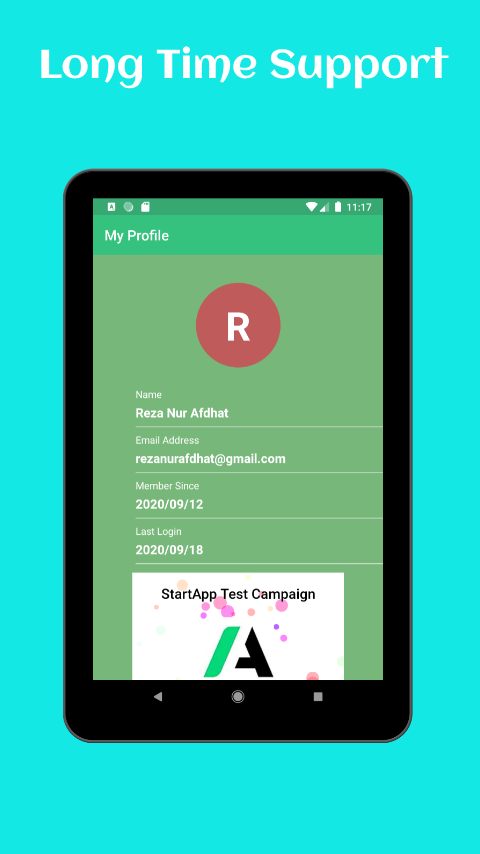 Long Time Support
11:17
My Profile
R
Name
Reza Nur Afdhat
Email Address
rezanurafdhat@gmail.com
Member Since
2020/09/12
Last Login
2020/09/18
StartApp Test Campaign